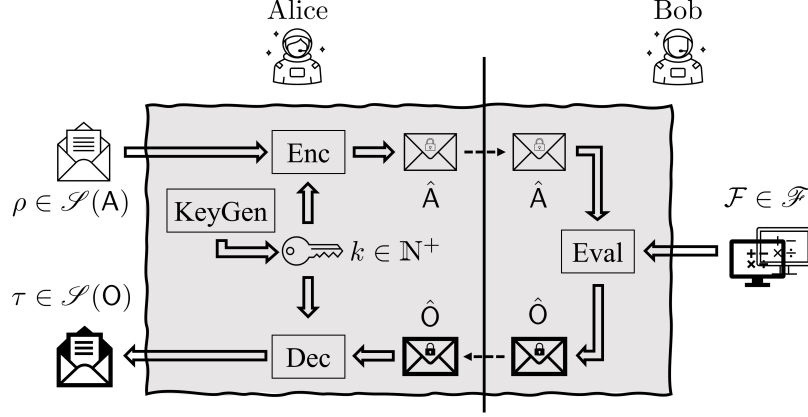 Alice
Bob
Enc
Â
Â
ρ ∈ 𝒮(A)
KeyGen
ℱ ∈ ℱ
k ∈ ℕ⁺
Eval
τ ∈ 𝒮(O)
Ô
Ô
Dec